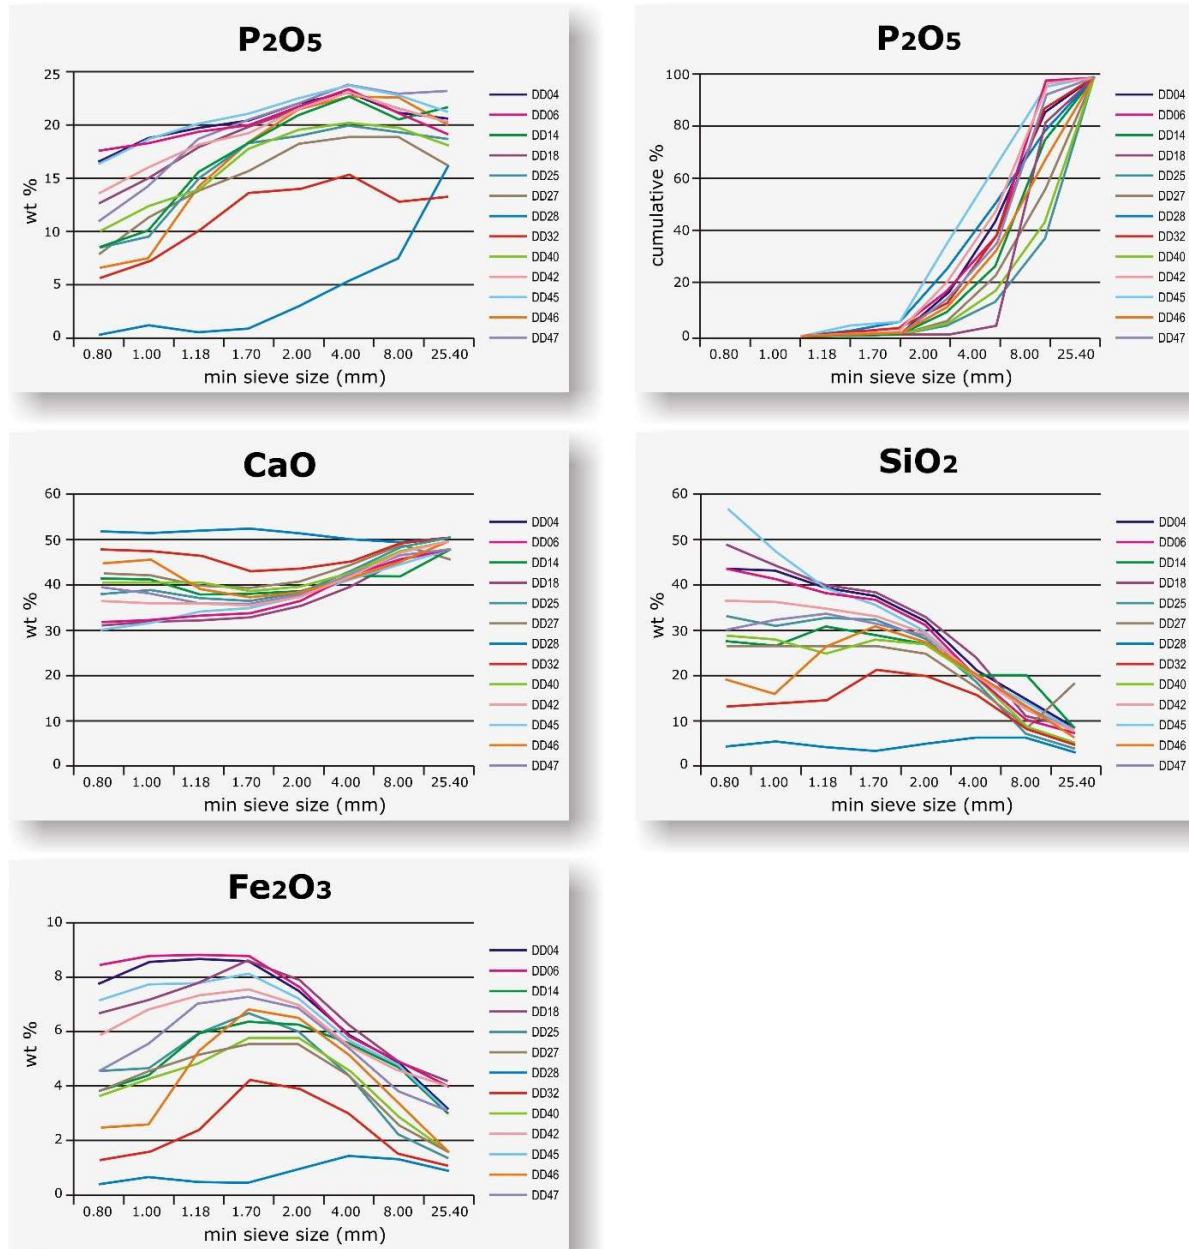 P2O5
25
20
15
10
5
0
wt %
0.80 1.00 1.18 1.70 2.00 4.00 8.00 25.40
min sieve size (mm)
DD04
DD06
DD14
DD18
DD25
DD27
DD28
DD32
DD40
DD42
DD45
DD46
DD47
P2O5
100
80
60
40
20
0
cumulative %
0.80 1.00 1.18 1.70 2.00 4.00 8.00 25.40
min sieve size (mm)
DD04
DD06
DD14
DD18
DD25
DD27
DD28
DD32
DD40
DD42
DD45
DD46
DD47
CaO
60
50
40
30
20
10
0
wt %
0.80 1.00 1.18 1.70 2.00 4.00 8.00 25.40
min sieve size (mm)
DD04
DD06
DD14
DD18
DD25
DD27
DD28
DD32
DD40
DD42
DD45
DD46
DD47
SiO2
60
50
40
30
20
10
0
wt %
0.80 1.00 1.18 1.70 2.00 4.00 8.00 25.40
min sieve size (mm)
DD04
DD06
DD14
DD18
DD25
DD27
DD28
DD32
DD40
DD42
DD45
DD46
DD47
Fe2O3
10
8
6
4
2
0
wt %
0.80 1.00 1.18 1.70 2.00 4.00 8.00 25.40
min sieve size (mm)
DD04
DD06
DD14
DD18
DD25
DD27
DD28
DD32
DD40
DD42
DD45
DD46
DD47